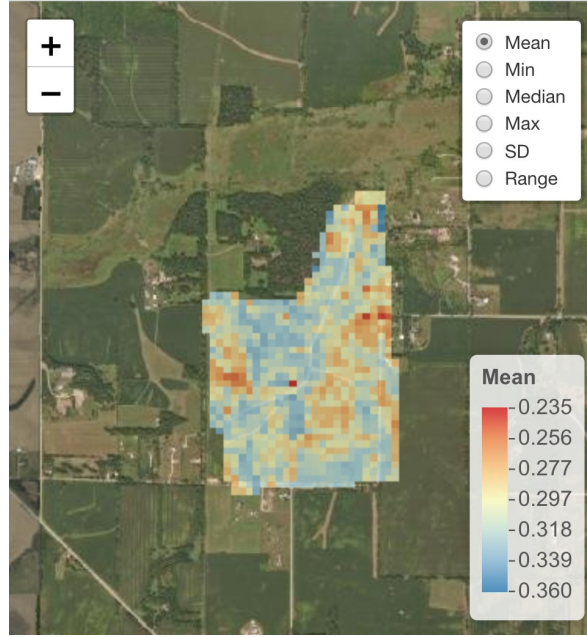 +
−
Mean
Min
Median
Max
SD
Range
Mean
0.235
0.256
0.277
0.297
0.318
0.339
0.360